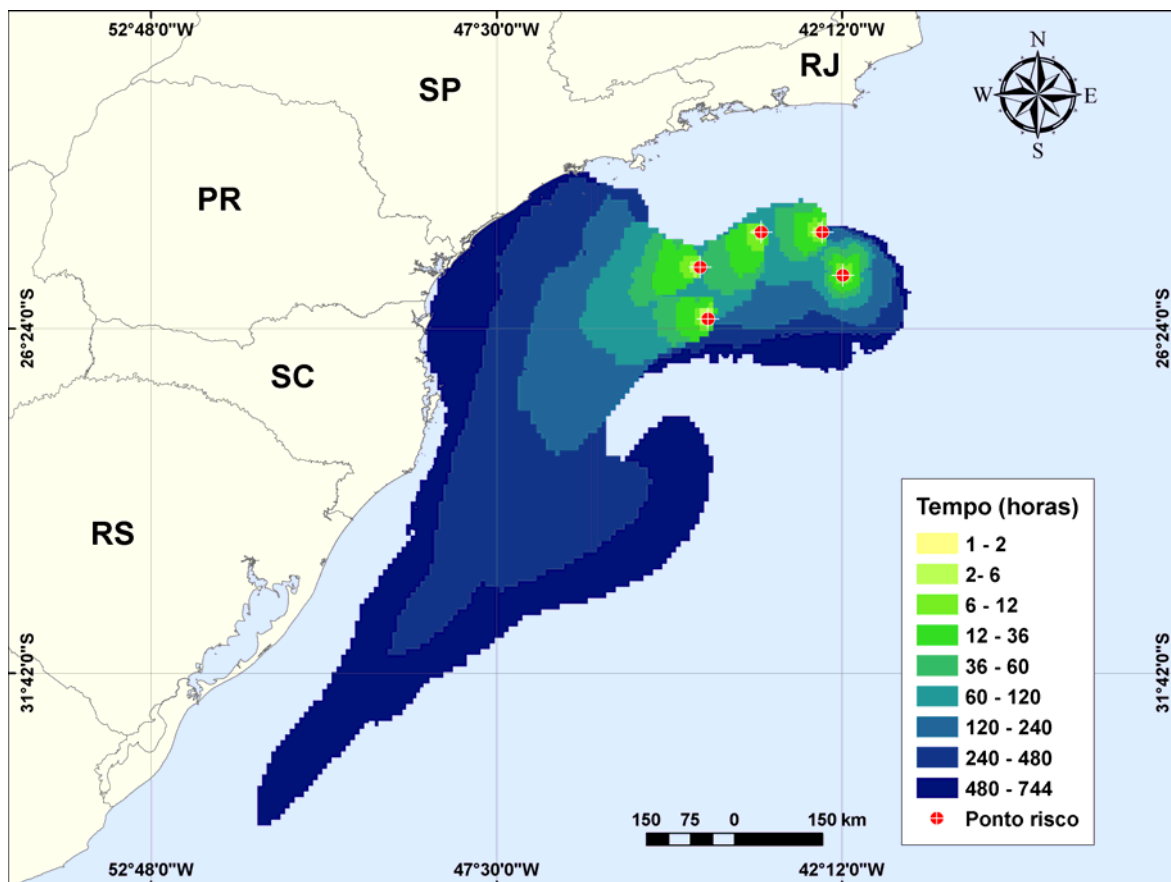 52°48'0"W
47°30'0"W
42°12'0"W
RJ
N
W
E
S
SP
PR
26°24'0"S
26°24'0"S
SC
RS
Tempo (horas)
1 - 2
2- 6
6 - 12
12 - 36
36 - 60
60 - 120
120 - 240
240 - 480
480 - 744
Ponto risco
31°42'0"S
31°42'0"S
150 75 0 150 km
52°48'0"W
47°30'0"W
42°12'0"W